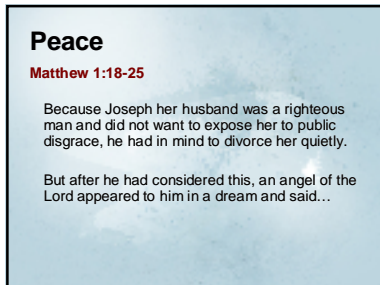 Peace
Matthew 1:18-25
Because Joseph her husband was a righteous
man and did not want to expose her to public
disgrace, he had in mind to divorce her quietly.
But after he had considered this, an angel of the
Lord appeared to him in a dream and said…